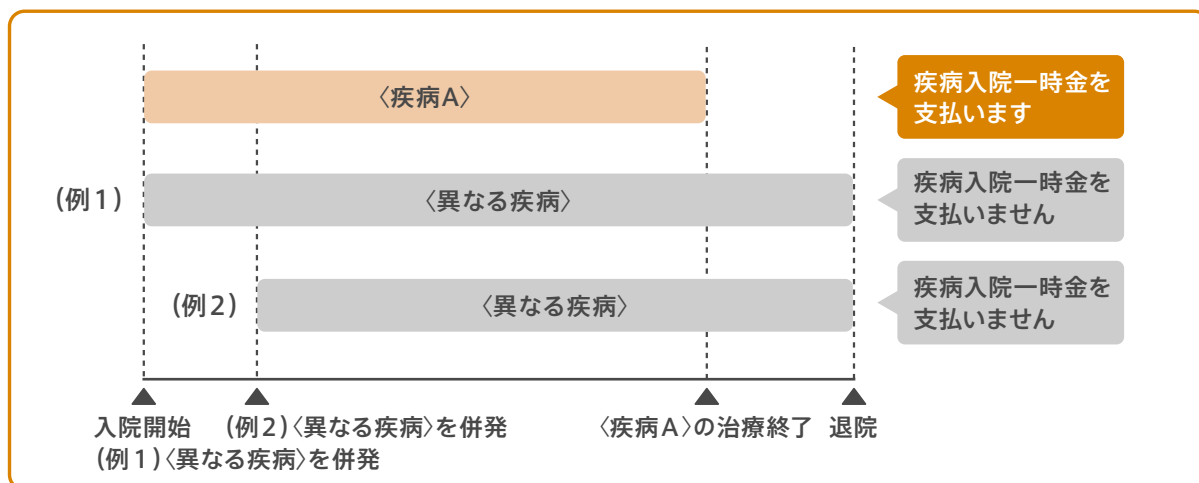 〈疾病A〉
疾病入院一時金を
支払います
(例1)
〈異なる疾病〉
疾病入院一時金を
支払いません
(例2)
〈異なる疾病〉
疾病入院一時金を
支払いません
入院開始
(例1)〈異なる疾病〉を併発
(例2)〈異なる疾病〉を併発
〈疾病A〉の治療終了
退院